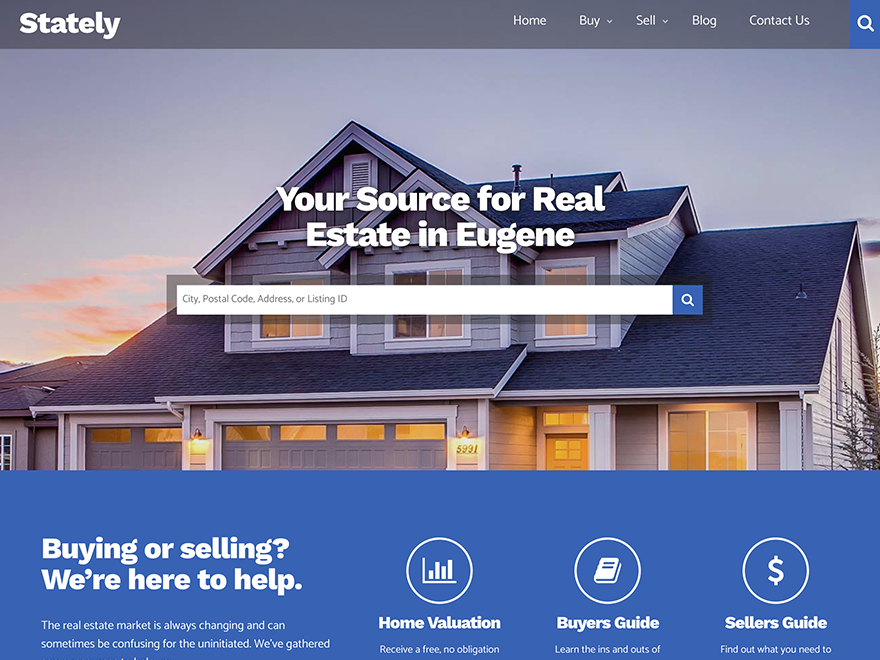 Stately
Home Buy Sell Blog Contact Us
Your Source for Real
Estate in Eugene
City, Postal Code, Address, or Listing ID
5991
Buying or selling?
We're here to help.
The real estate market is always changing and can
sometimes be confusing for the uninitiated. We've gathered
Home Valuation
Receive a free, no obligation
Buyers Guide
Learn the ins and outs of
Sellers Guide
Find out what you need to